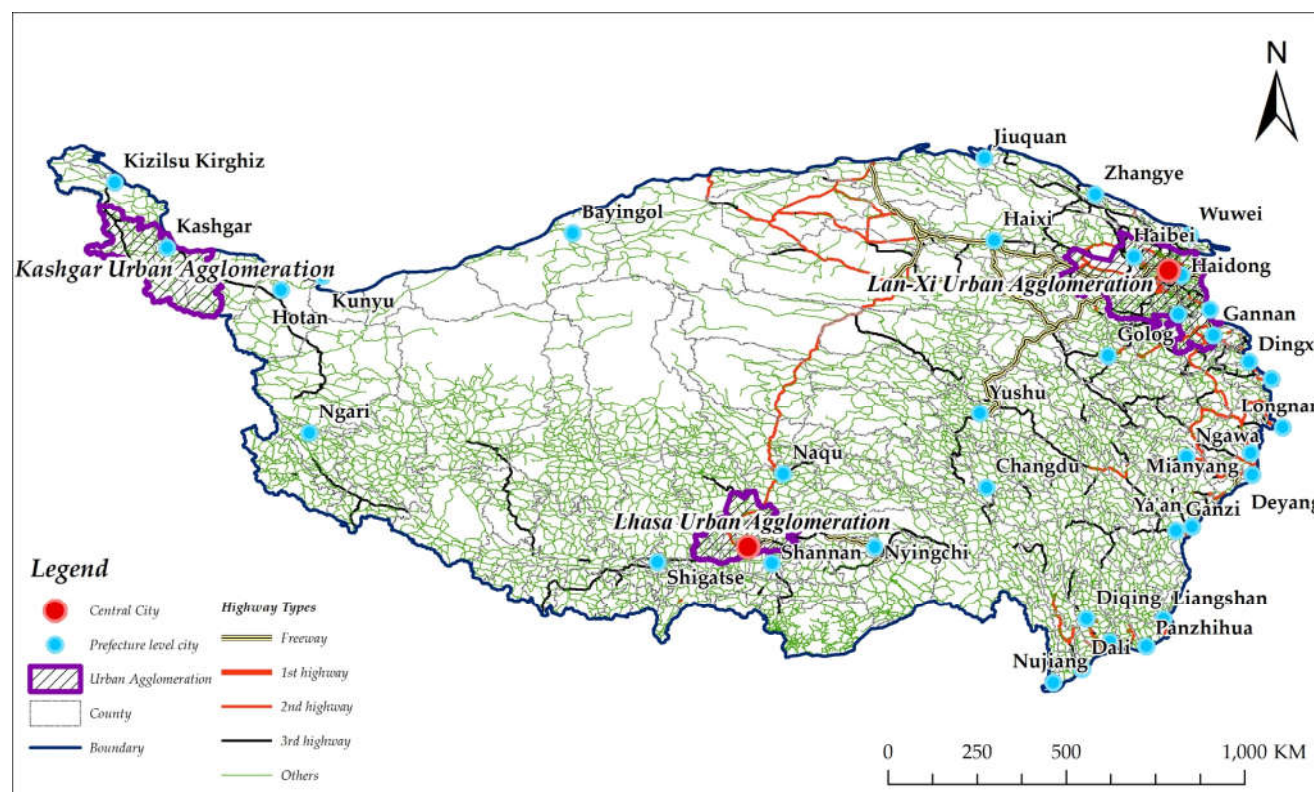 N
Jiuquan
Kizilsu Kirghiz
Zhangye
Wuwei
Bayingol
Kashgar
Haixi
Haibei
Kashgar Urban Agglomeration
Haidong
Lan-Xi Urban Agglomeration
Kunyu
Hotan
Gannan
Golog
Dingx
Ngari
Yushu
Longnan
Ngawa
Naqu
Changdu
Mianyang
Ya'an
Ganzi
Deyang
Lhasa Urban Agglomeration
Shannan
Nyingchi
Shigatse
Diqing
Liangshan
Panzhihua
Dali
Nujiang
Legend
Central City
Prefecture level city
Urban Agglomeration
County
Boundary
Highway Types
Freeway
1st highway
2nd highway
3rd highway
Others
0 250 500 1,000 KM